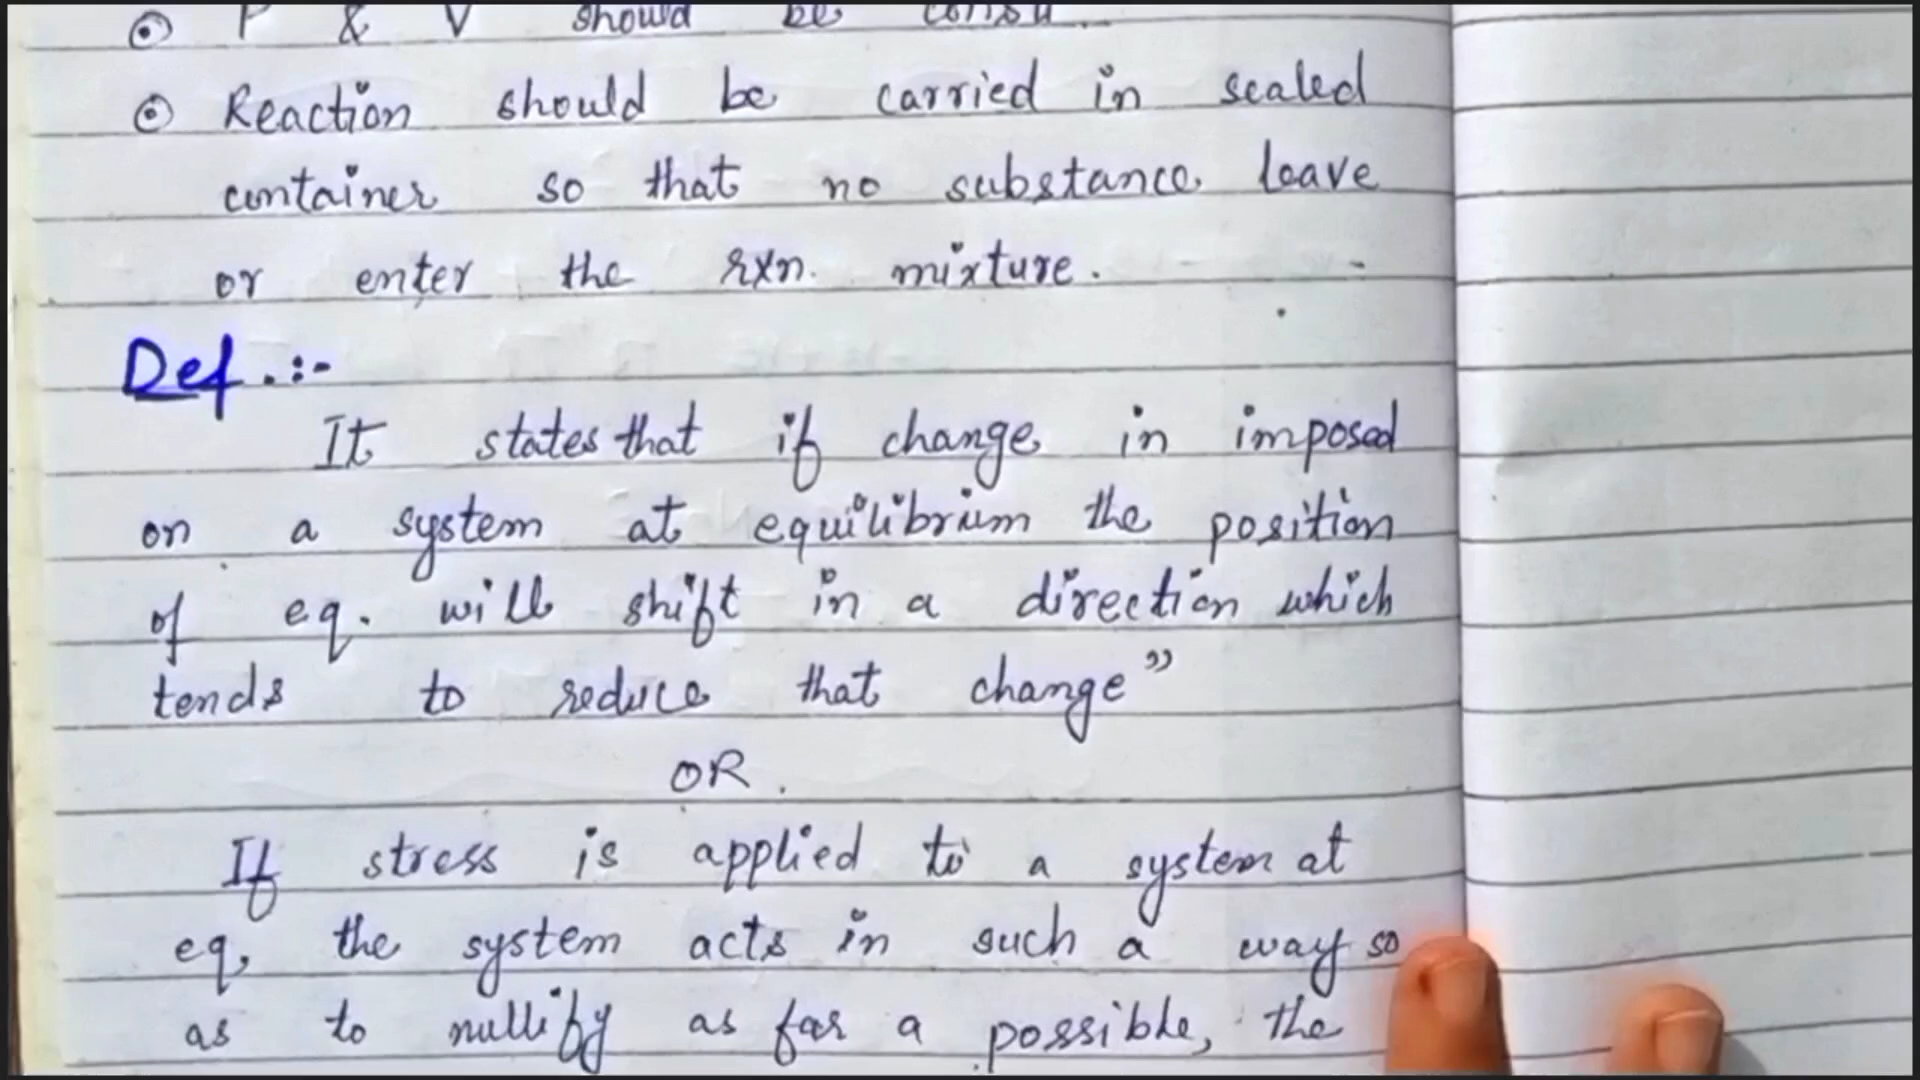 ⊙ P & V should be
⊙ Reaction should be carried in sealed
container so that no substance leave
or enter the rxn. mixture.
Def.:-
It states that if change in imposed
on a system at equilibrium the position
of eq. will shift in a direction which
tends to reduce that change”
OR.
If stress is applied to a system at
eq, the system acts in such a way so
as to nullify as far a possible, the